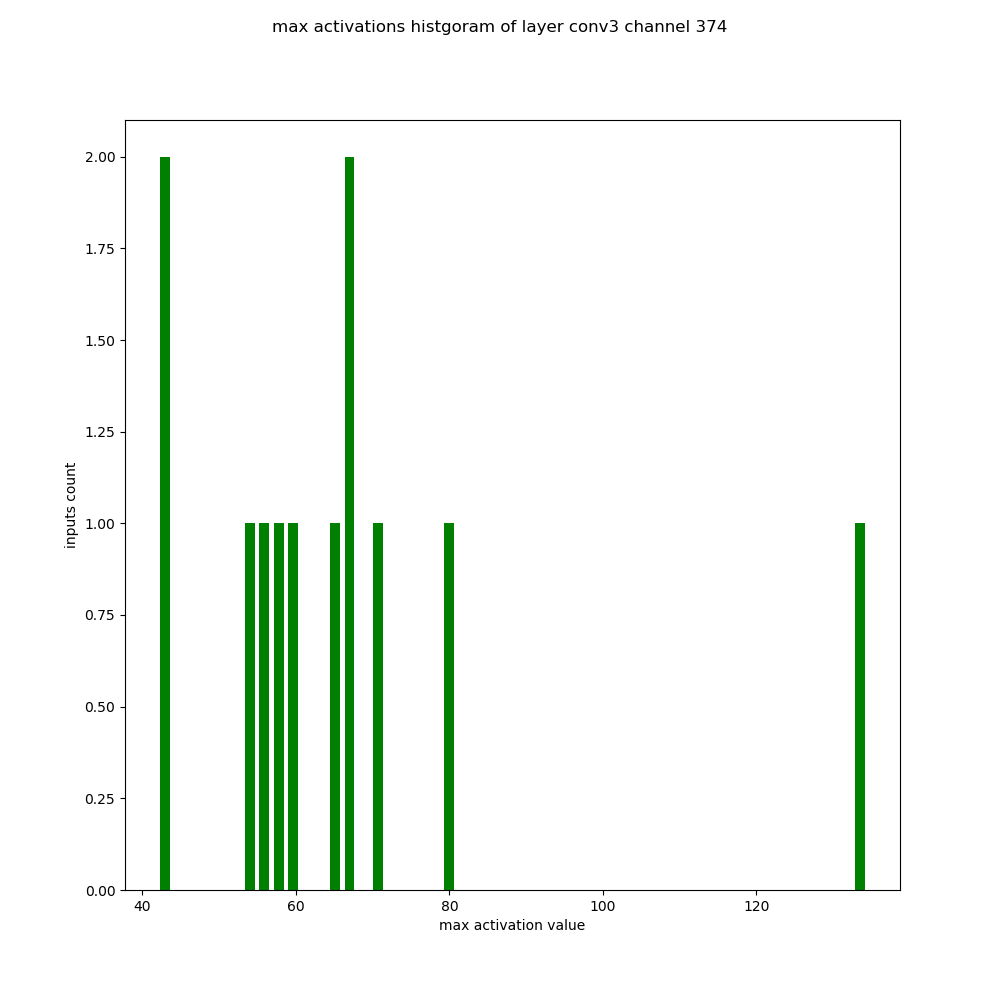 max activations histgoram of layer conv3 channel 374
2.00
1.75
1.50
1.25
1.00
0.75
0.50
0.25
0.00
inputs count
40 60 80 100 120
max activation value